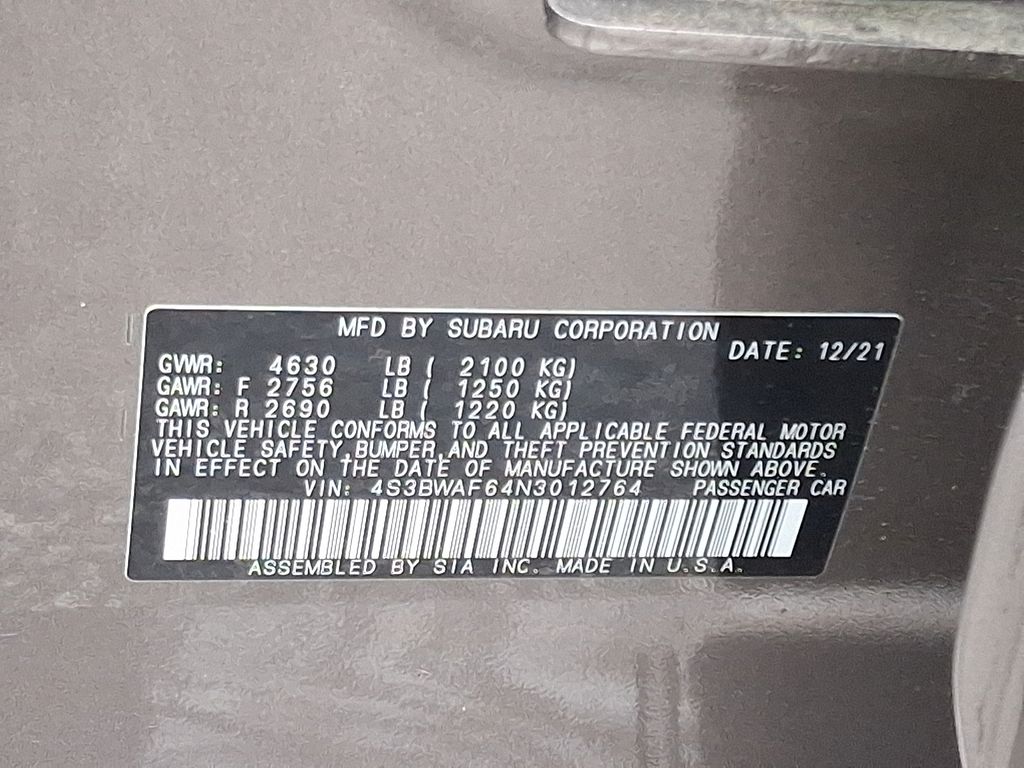 MFD BY SUBARU CORPORATION
DATE: 12/21
GVWR: 4630 LB ( 2100 KG)
GAWR: F 2756 LB ( 1250 KG)
GAWR: R 2690 LB ( 1220 KG)
THIS VEHICLE CONFORMS TO ALL APPLICABLE FEDERAL MOTOR
VEHICLE SAFETY,BUMPER,AND THEFT PREVENTION STANDARDS
IN EFFECT ON THE DATE OF MANUFACTURE SHOWN ABOVE.
VIN: 4S3BWAF64N3012764 PASSENGER CAR
ASSEMBLED BY SIA INC. MADE IN U.S.A.